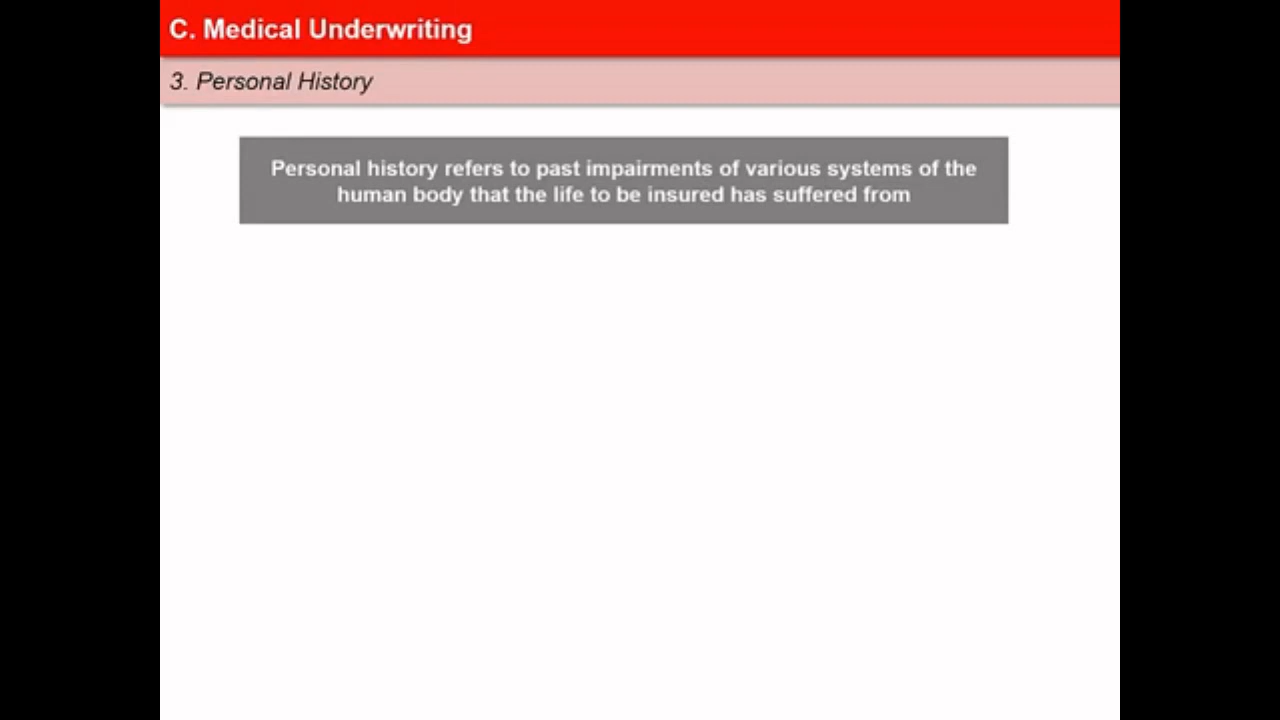 C. Medical Underwriting
3. Personal History
Personal history refers to past impairments of various systems of the
human body that the life to be insured has suffered from